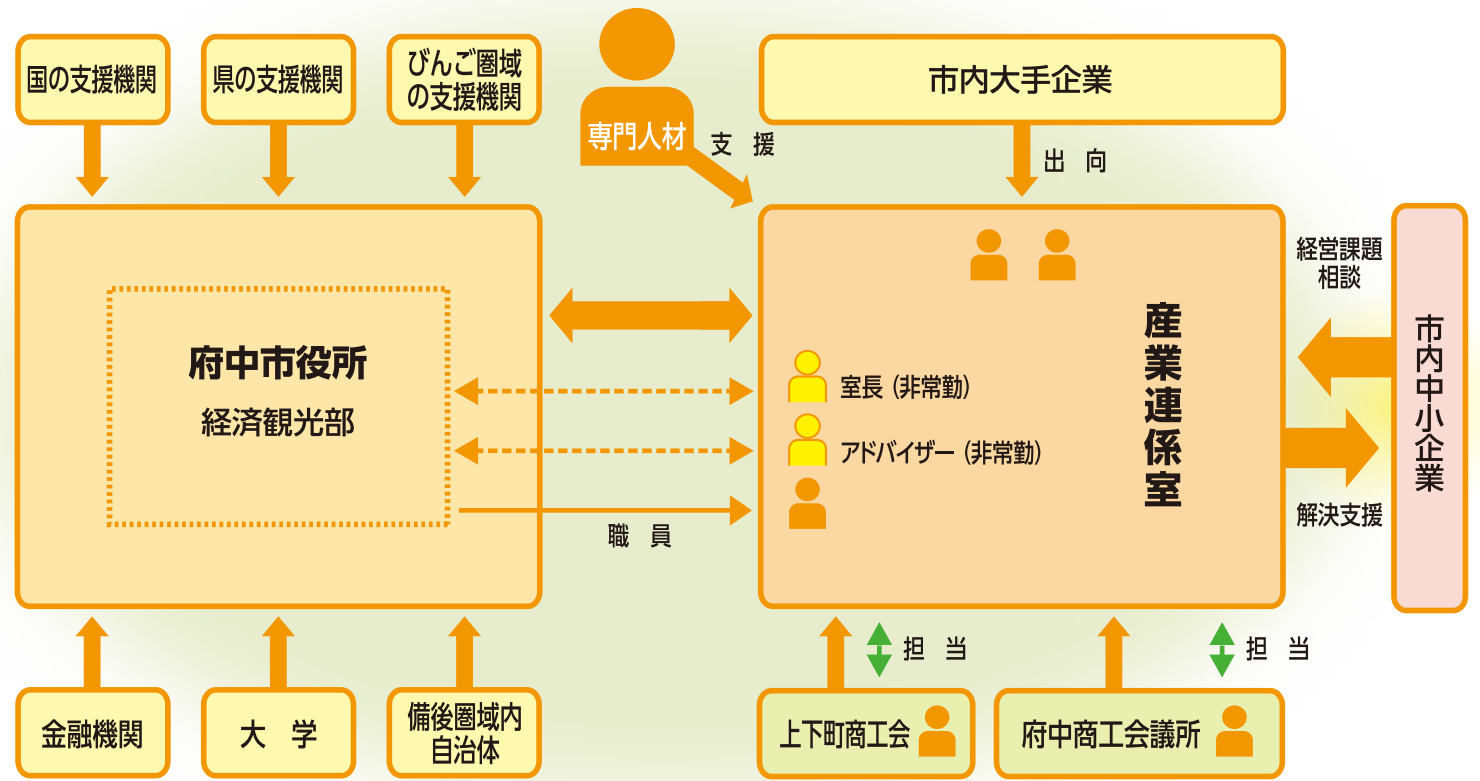 国の支援機関
県の支援機関
びんご圏域
の支援機関
専門人材
支　援
市内大手企業
出　向
府中市役所
経済観光部
産業連係室
室長（非常勤）
アドバイザー（非常勤）
職　員
経営課題
相談
解決支援
市内中小企業
金融機関
大　学
備後圏域内
自治体
上下町商工会
担　当
府中商工会議所
担　当